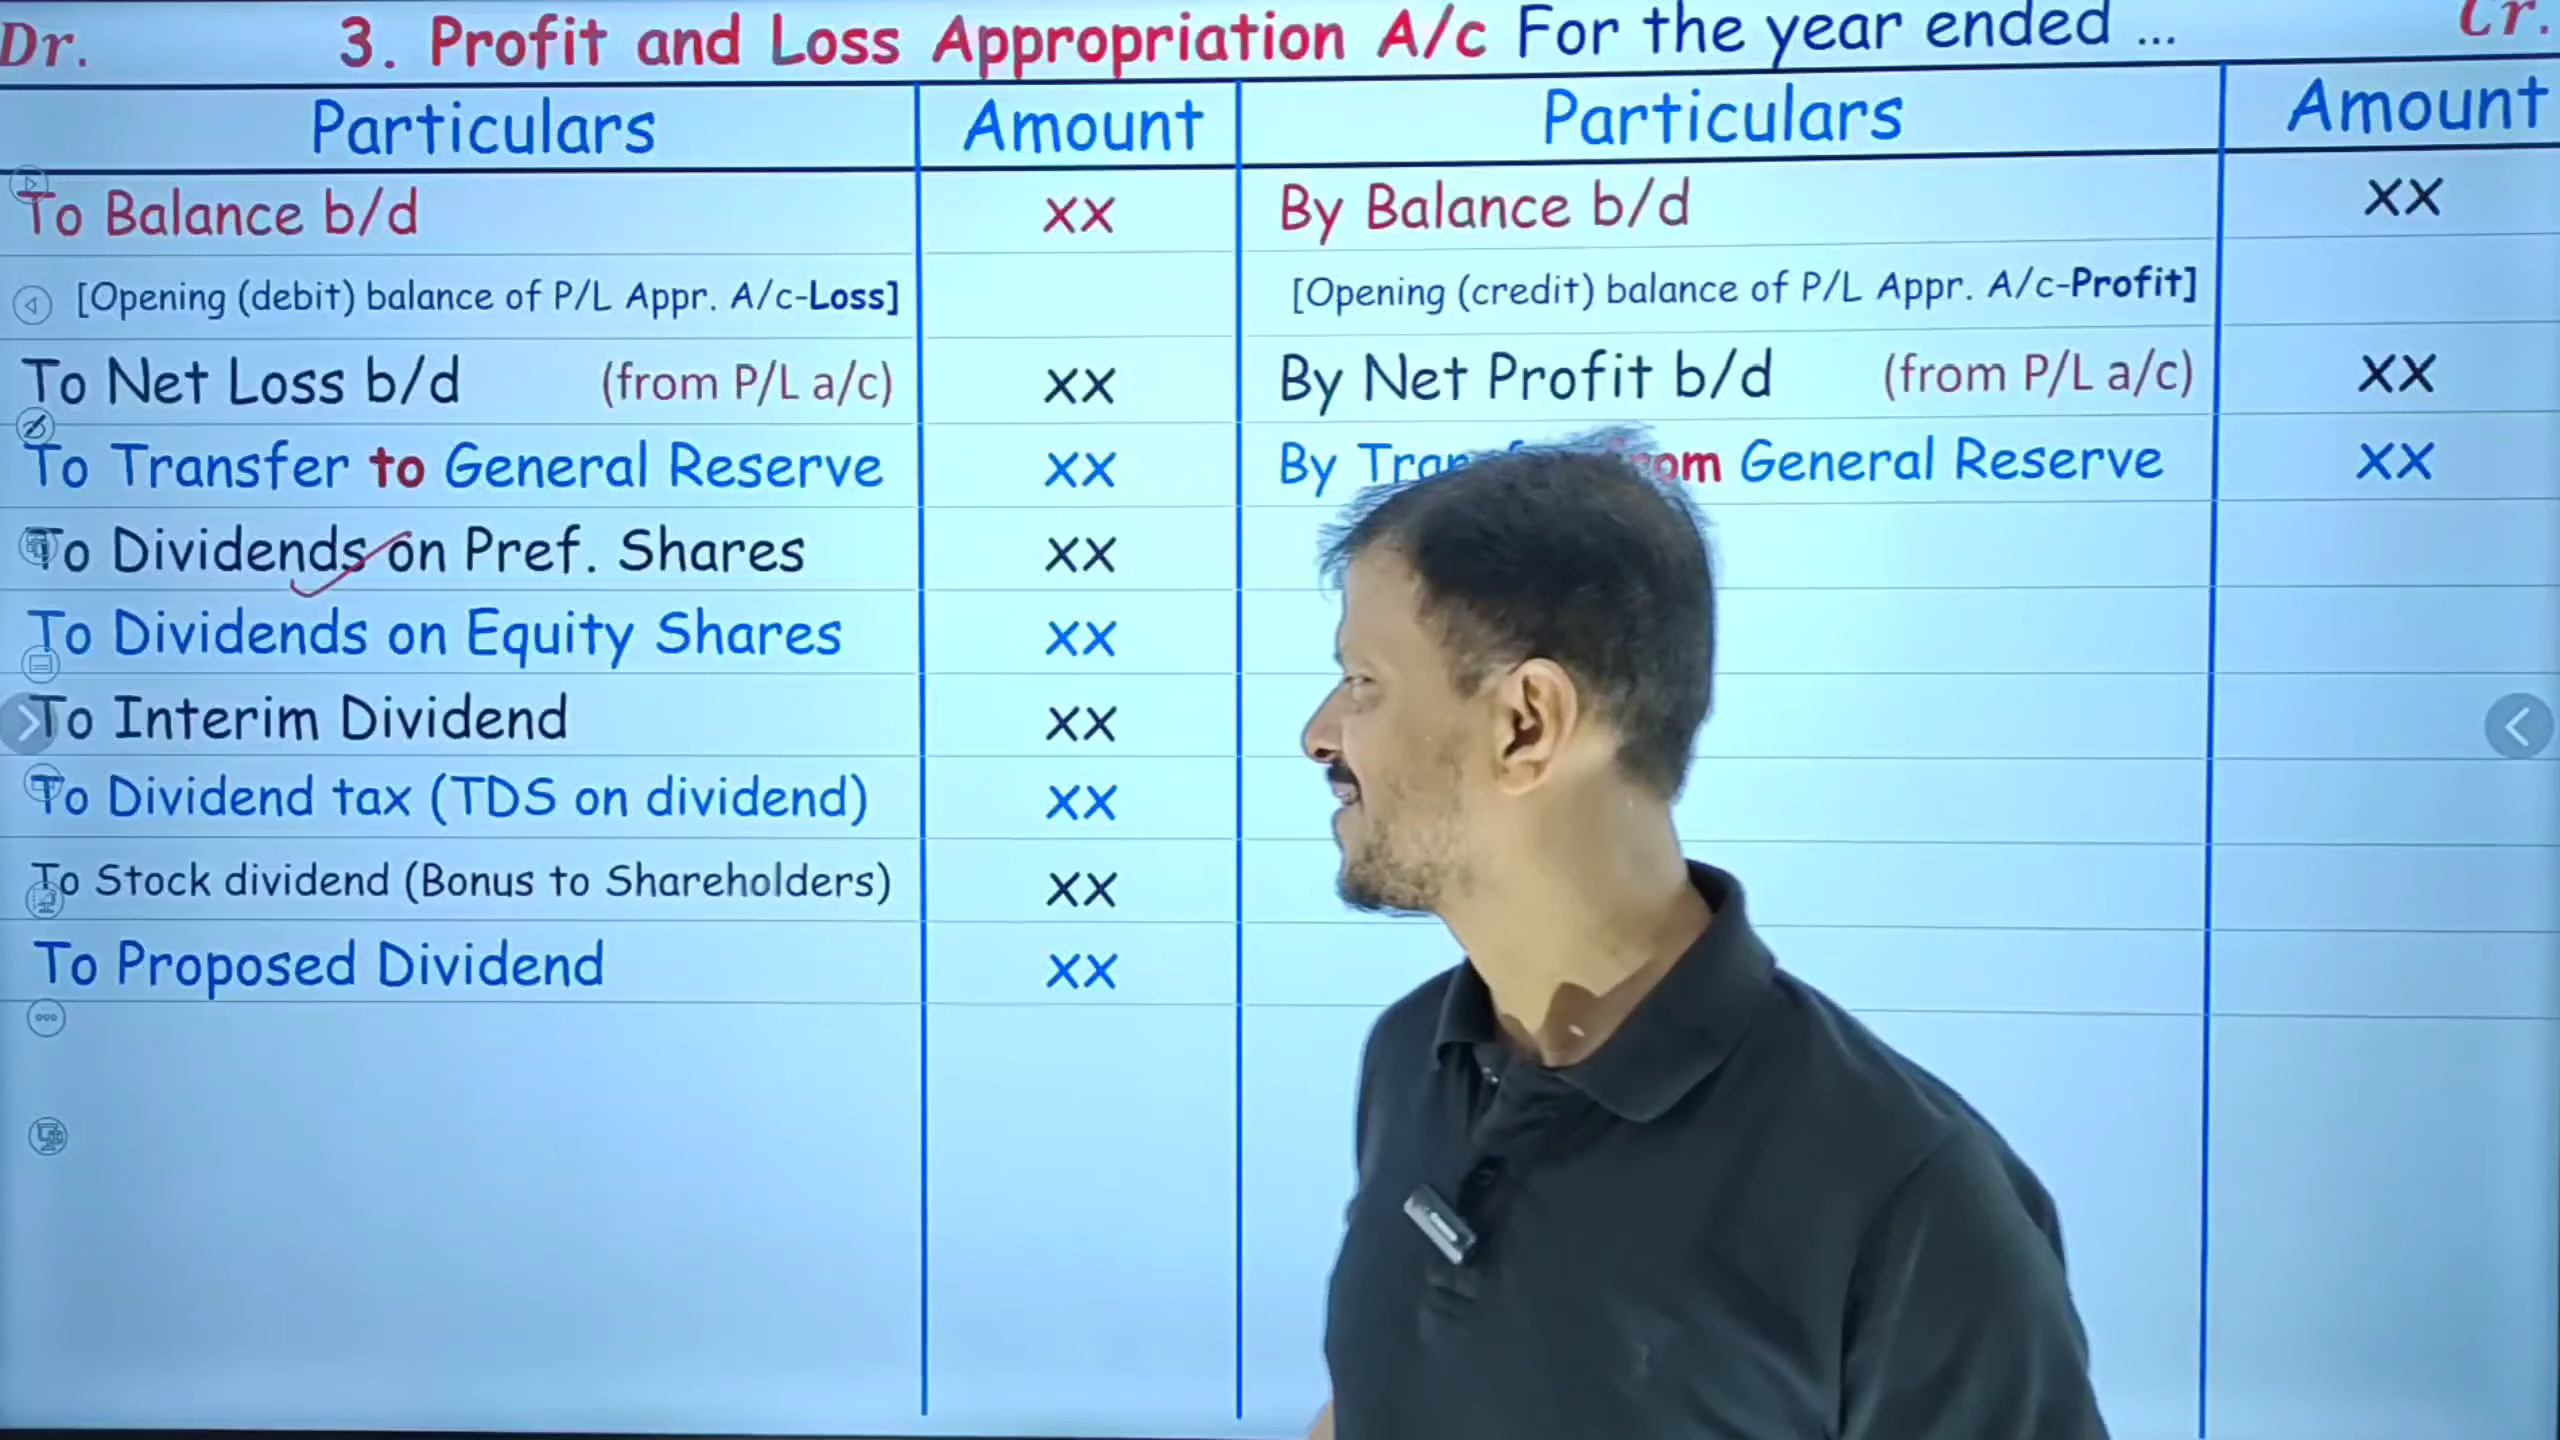 Dr. 3. Profit and Loss Appropriation A/c For the year ended ... Cr.
Particulars Amount Particulars Amount
To Balance b/d xx By Balance b/d xx
[Opening (debit) balance of P/L Appr. A/c-Loss] [Opening (credit) balance of P/L Appr. A/c-Profit]
To Net Loss b/d (from P/L a/c) xx By Net Profit b/d (from P/L a/c) xx
To Transfer to General Reserve xx By General Reserve xx
To Dividends on Pref. Shares xx
To Dividends on Equity Shares xx
To Interim Dividend xx
To Dividend tax (TDS on dividend) xx
To Stock dividend (Bonus to Shareholders) xx
To Proposed Dividend xx